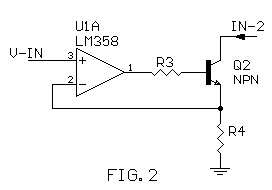 U1A
LM358
IN-2
V-IN
3
+
1
R3
Q2
NPN
2
-
R4
FIG.2